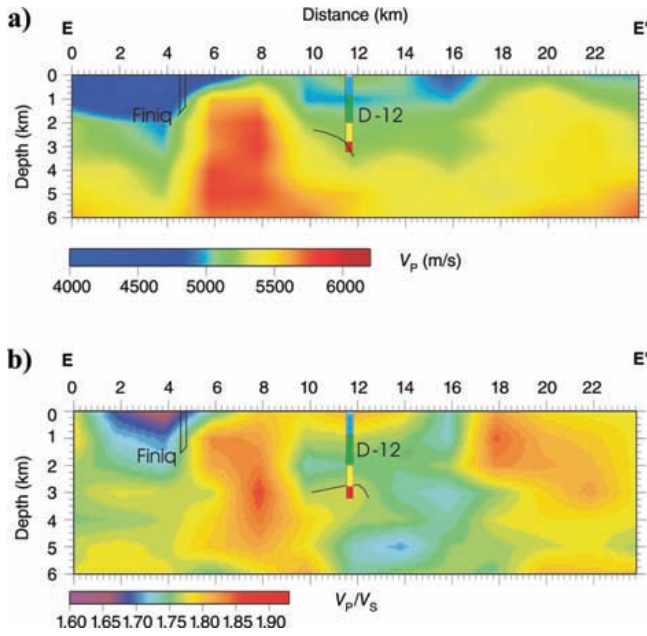 a)
Distance (km)
E E'
0 2 4 6 8 10 12 14 16 18 20 22
Depth (km)
0
1
2
3
4
5
6
Finiq
D-12
4000 4500 5000 5500 6000
VP (m/s)
b)
E E'
0 2 4 6 8 10 12 14 16 18 20 22
Depth (km)
0
1
2
3
4
5
6
Finiq
D-12
VP/VS
1.60 1.65 1.70 1.75 1.80 1.85 1.90